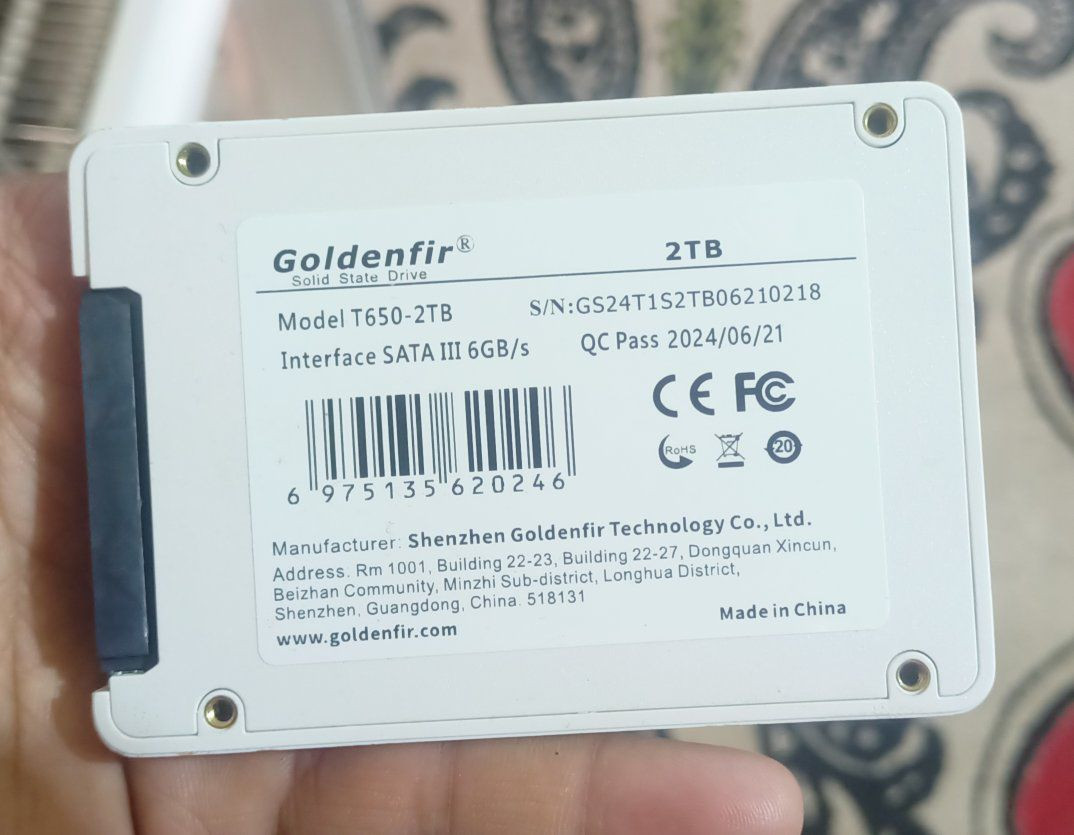 Goldenfir® 2TB
Solid State Drive
Model T650-2TB S/N:GS24T1S2TB06210218
Interface SATA III 6GB/s QC Pass 2024/06/21
CE FC
RoHS 20
6 975135 620246
Manufacturer: Shenzhen Goldenfir Technology Co., Ltd.
Address. Rm 1001, Building 22-23, Building 22-27, Dongquan Xincun,
Beizhan Community, Minzhi Sub-district, Longhua District,
Shenzhen, Guangdong, China. 518131
www.goldenfir.com Made in China